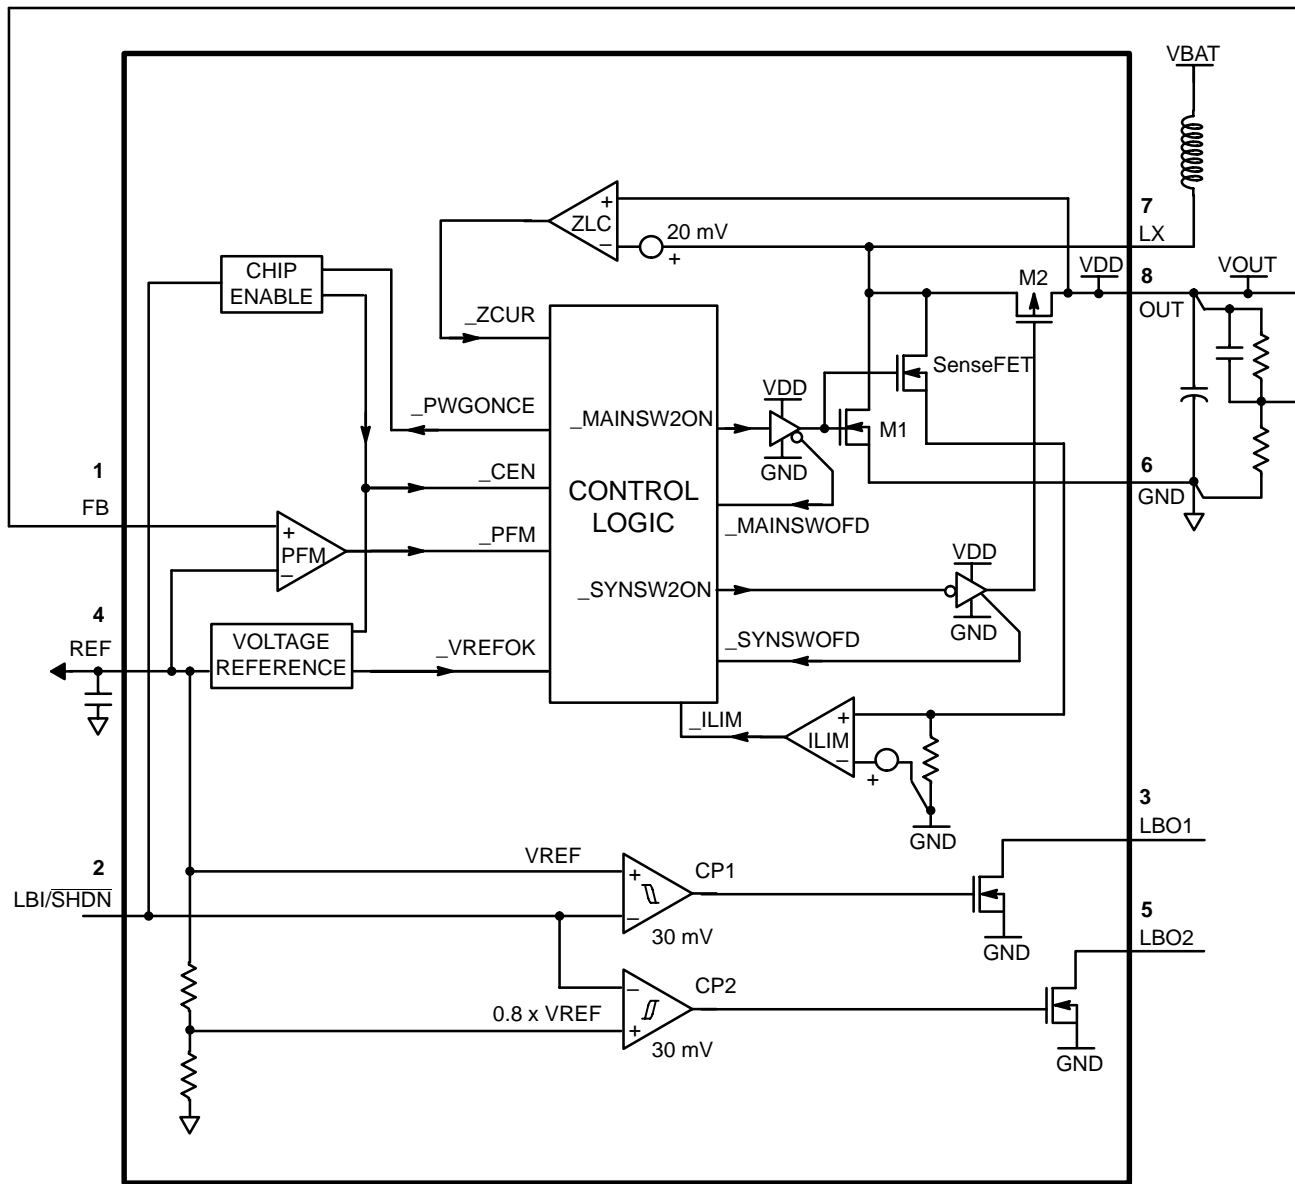 VBAT
7
LX
+
ZLC
−
20 mV
+
CHIP
ENABLE
M2
VDD
8
OUT
VOUT
_ZCUR
SenseFET
VDD
_PWGONCE
_MAINSW2ON
M1
GND
1
FB
_CEN
CONTROL
LOGIC
6
GND
_MAINSWOFD
+
PFM
−
_PFM
VDD
_SYNSW2ON
GND
4
REF
VOLTAGE
REFERENCE
_VREFOK
_SYNSWOFD
_ILIM
+
ILIM
−
+
GND
3
LBO1
2
LBI/SHDN
VREF
+
−
CP1
30 mV
GND
5
LBO2
−
+
CP2
0.8 x VREF
30 mV
GND